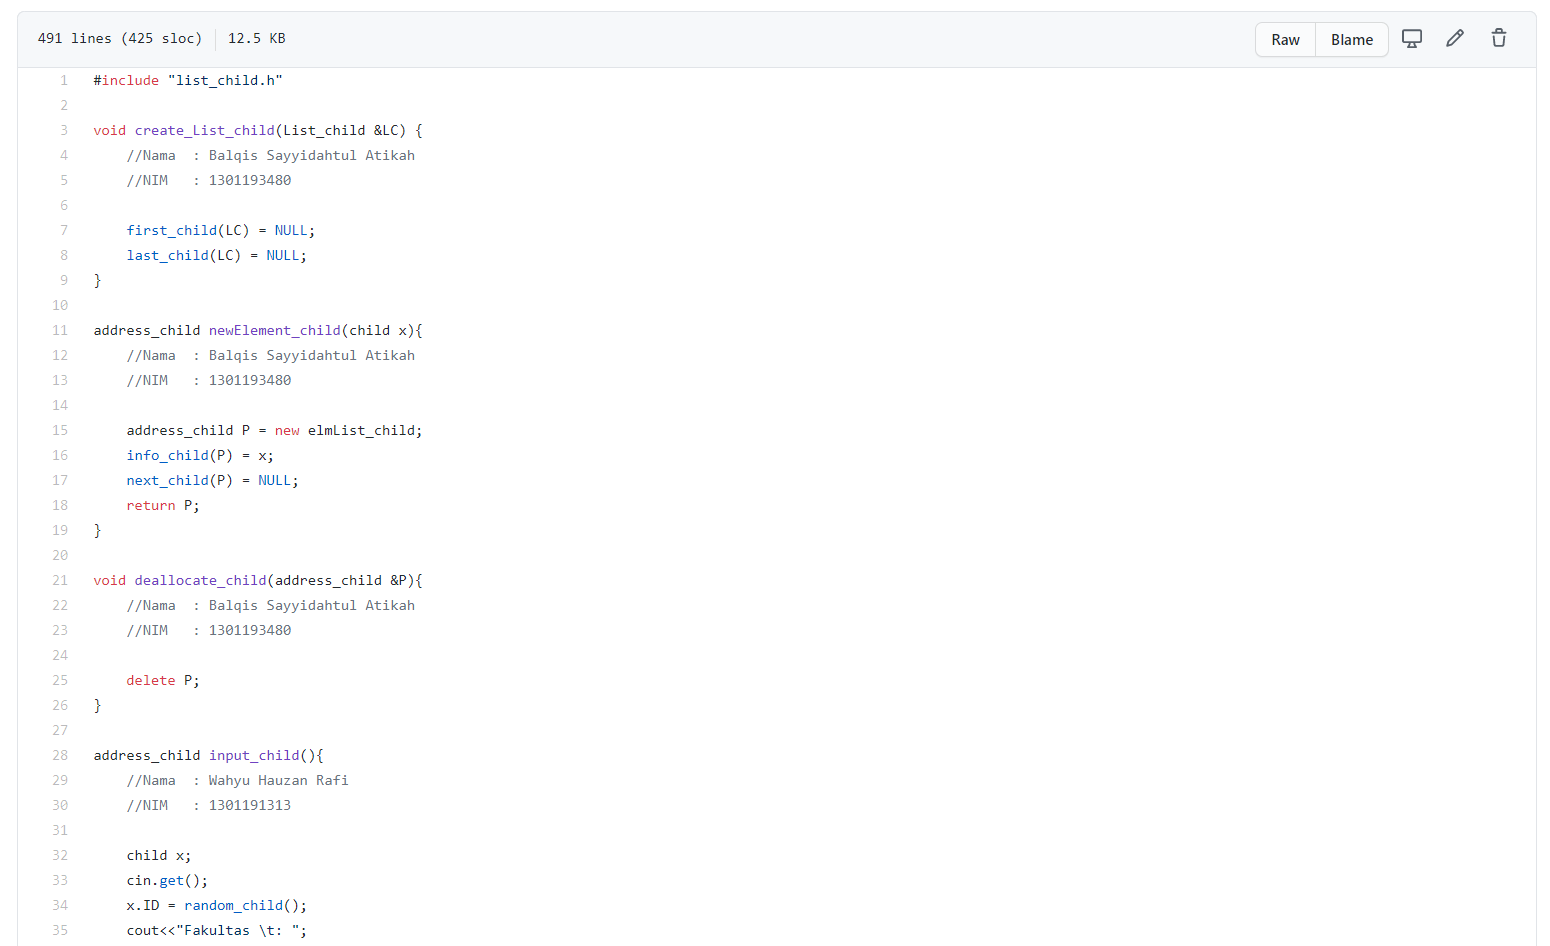 491 lines (425 sloc) 12.5 KB Raw Blame
1 #include "list_child.h"
2
3 void create_List_child(List_child &LC) {
4     //Nama  : Balqis Sayyidahtul Atikah
5     //NIM   : 1301193480
6
7     first_child(LC) = NULL;
8     last_child(LC) = NULL;
9 }
10
11 address_child newElement_child(child x){
12     //Nama  : Balqis Sayyidahtul Atikah
13     //NIM   : 1301193480
14
15     address_child P = new elmList_child;
16     info_child(P) = x;
17     next_child(P) = NULL;
18     return P;
19 }
20
21 void deallocate_child(address_child &P){
22     //Nama  : Balqis Sayyidahtul Atikah
23     //NIM   : 1301193480
24
25     delete P;
26 }
27
28 address_child input_child(){
29     //Nama  : Wahyu Hauzan Rafi
30     //NIM   : 1301191313
31
32     child x;
33     cin.get();
34     x.ID = random_child();
35     cout<<"Fakultas \t: ";